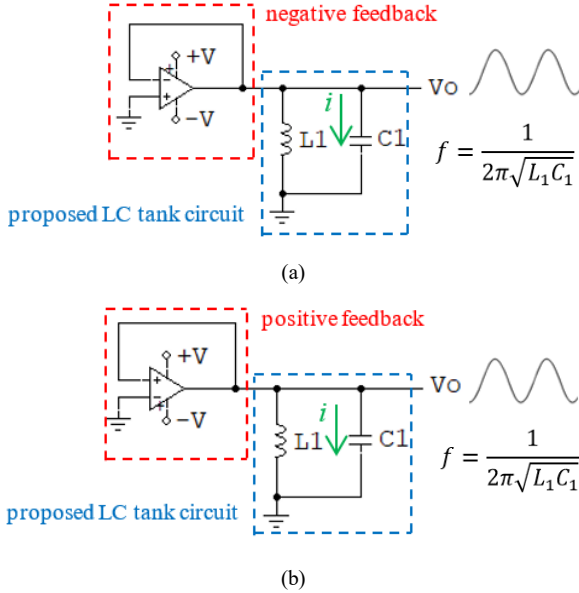 negative feedback
+V
−V
Vo
i
L1
C1
f = 1 / 2π√L₁C₁
proposed LC tank circuit
(a)
positive feedback
+V
−V
Vo
i
L1
C1
f = 1 / 2π√L₁C₁
proposed LC tank circuit
(b)